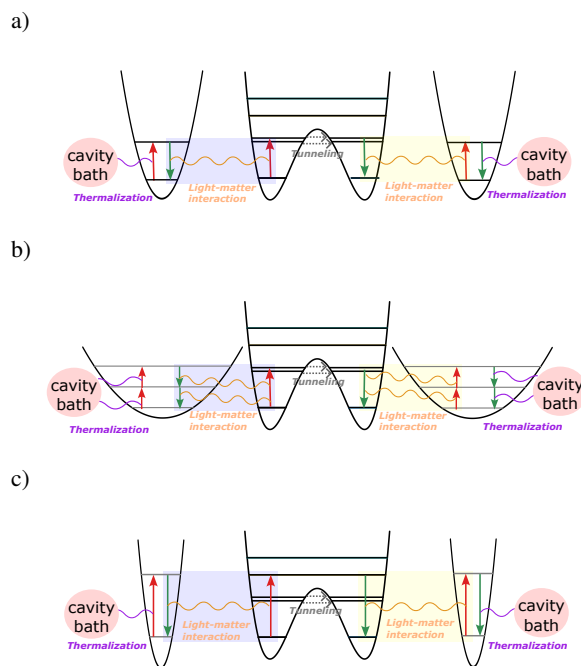 a)
cavity
bath
Thermalization
Light-matter
interaction
Tunneling
Light-matter
interaction
cavity
bath
Thermalization
b)
cavity
bath
Thermalization
Light-matter
interaction
Tunneling
Light-matter
interaction
cavity
bath
Thermalization
c)
cavity
bath
Thermalization
Light-matter
interaction
Tunneling
Light-matter
interaction
cavity
bath
Thermalization